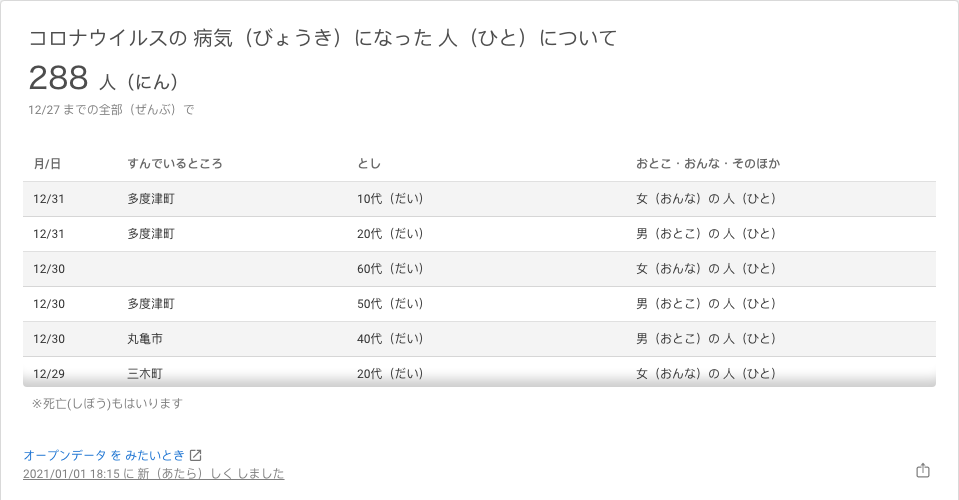 コロナウイルスの 病気（びょうき）になった 人（ひと）について
288 人（にん）
12/27 までの全部（ぜんぶ）で
月/日 すんでいるところ とし おとこ・おんな・そのほか
12/31 多度津町 10代（だい） 女（おんな）の 人（ひと）
12/31 多度津町 20代（だい） 男（おとこ）の 人（ひと）
12/30 60代（だい） 女（おんな）の 人（ひと）
12/30 多度津町 50代（だい） 男（おとこ）の 人（ひと）
12/30 丸亀市 40代（だい） 男（おとこ）の 人（ひと）
12/29 三木町 20代（だい） 女（おんな）の 人（ひと）
※死亡(しぼう)もはいります
オープンデータ を みたいとき
2021/01/01 18:15 に 新（あたら）しく しました